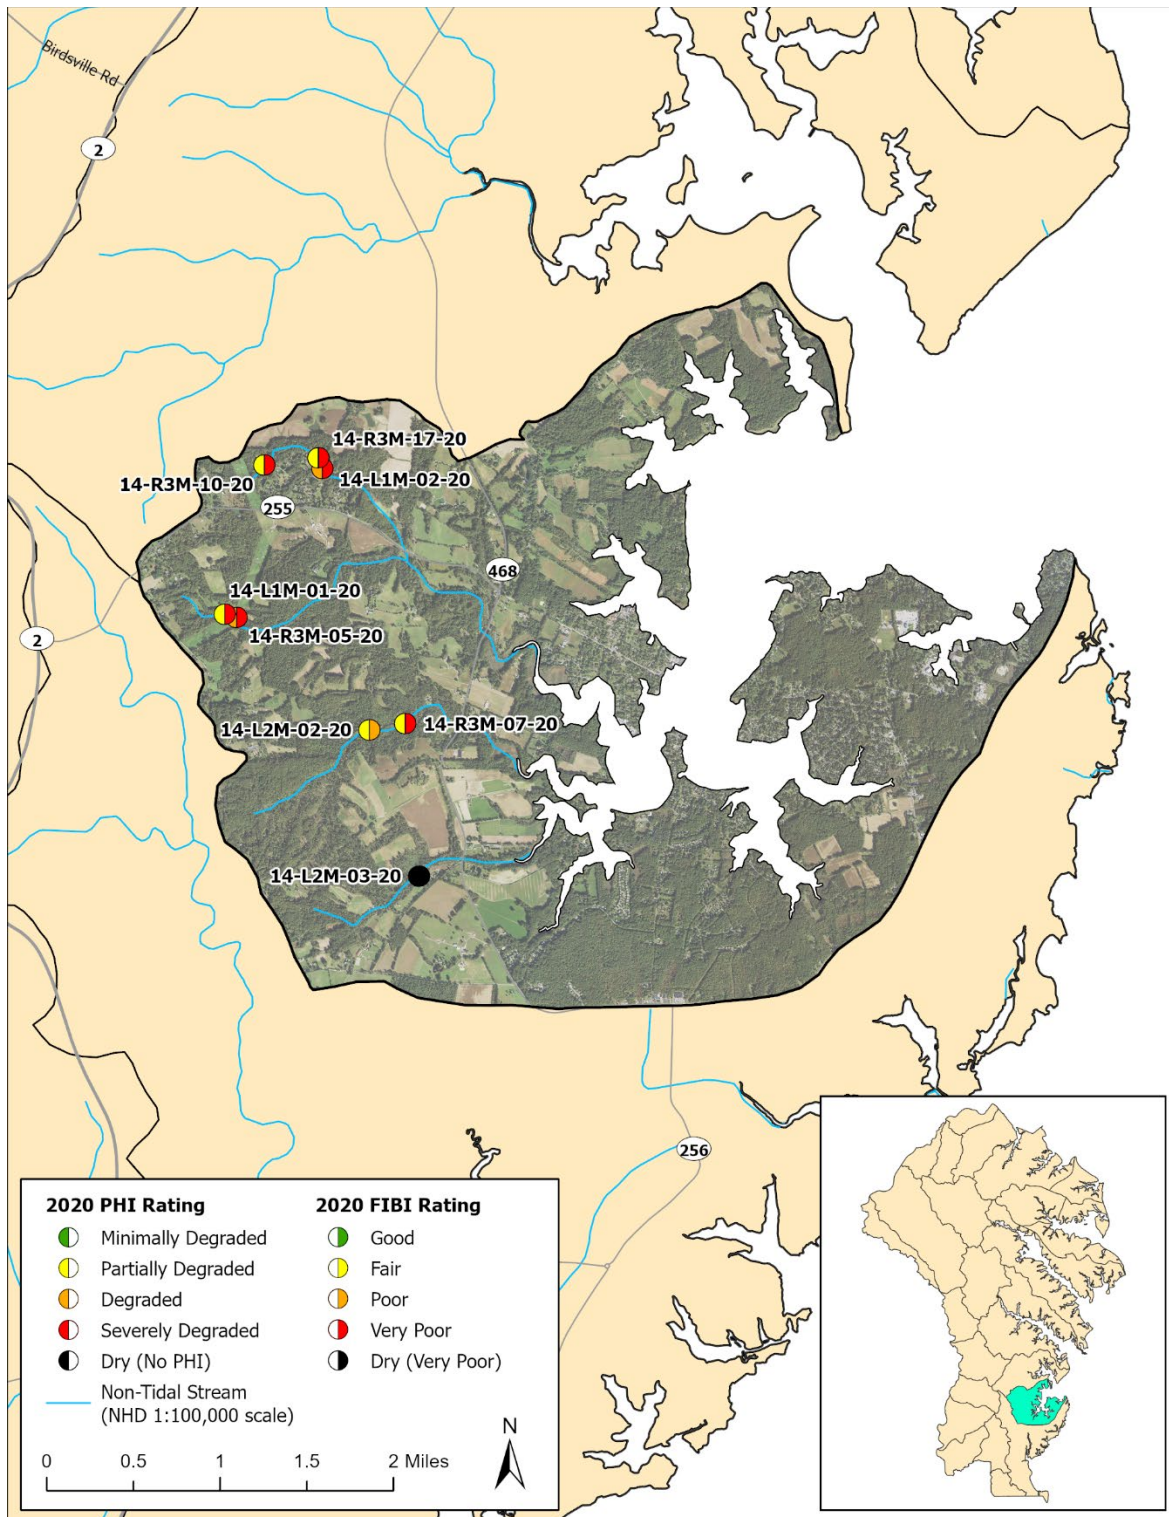 Birdsville Rd
2
14-R3M-17-20
14-R3M-10-20
14-L1M-02-20
255
468
14-L1M-01-20
14-R3M-05-20
2
14-L2M-02-20
14-R3M-07-20
14-L2M-03-20
256
2020 PHI Rating
Minimally Degraded
Partially Degraded
Degraded
Severely Degraded
Dry (No PHI)
Non-Tidal Stream
(NHD 1:100,000 scale)
2020 FIBI Rating
Good
Fair
Poor
Very Poor
Dry (Very Poor)
N
0 0.5 1 1.5 2 Miles